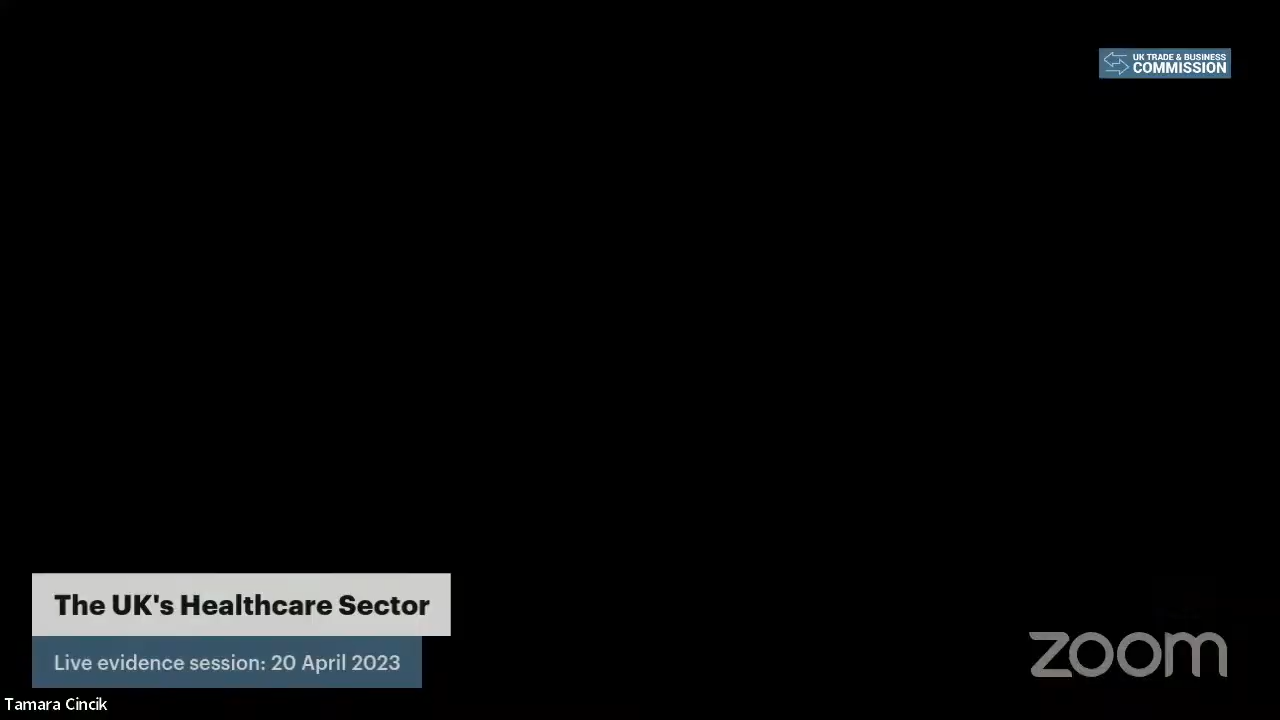 UK TRADE & BUSINESS
COMMISSION
The UK's Healthcare Sector
Live evidence session: 20 April 2023
zoom
Tamara Cincik